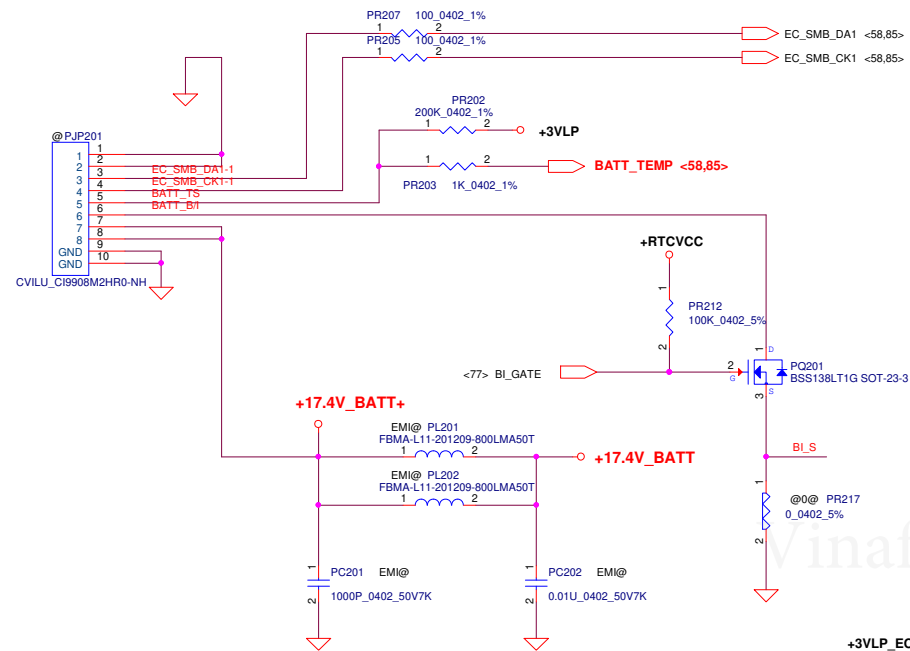 PR207 100_0402_1%
1 2
EC_SMB_DA1 <58,85>
PR205 100_0402_1%
1 2
EC_SMB_CK1 <58,85>
PR202
200K_0402_1%
1 2
+3VLP
@ PJP201
1 1
2 2
3 3 EC_SMB_DA1-1
4 4 EC_SMB_CK1-1
5 5 BATT_TS
6 6 BATT_B/I
7 7
8 8
GND 9
GND 10
CVILU_CI9908M2HR0-NH
1 2
BATT_TEMP <58,85>
PR203 1K_0402_1%
+RTCVCC
1
PR212
100K_0402_5%
2
<77> BI_GATE
1 D
2 G
PQ201
BSS138LT1G SOT-23-3
3 S
+17.4V_BATT+
EMI@ PL201
FBMA-L11-201209-800LMA50T
1 2
+17.4V_BATT
EMI@ PL202
FBMA-L11-201209-800LMA50T
1 2
BI_S
1
@0@ PR217
0_0402_5%
2
1
PC201 EMI@
1000P_0402_50V7K
2
1
PC202 EMI@
0.01U_0402_50V7K
2
Vinaf
+3VLP_EC